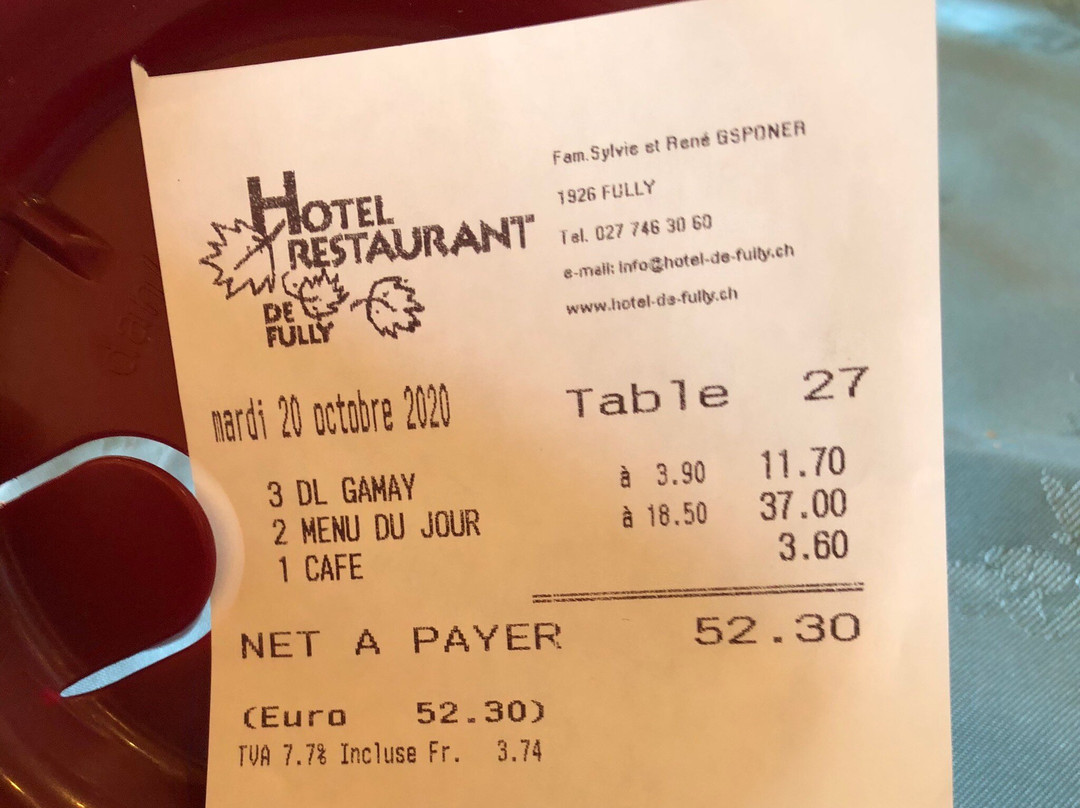 HOTEL
RESTAURANT
DE
FULLY
Fam.Sylvie et René GSPONER
1926 FULLY
Tel. 027 746 30 60
e-mail: info@hotel-de-fully.ch
www.hotel-de-fully.ch
mardi 20 octobre 2020 Table 27
3 DL GAMAY à 3.90 11.70
2 MENU DU JOUR à 18.50 37.00
1 CAFE 3.60
NET A PAYER 52.30
(Euro 52.30)
TVA 7.7% Incluse Fr. 3.74